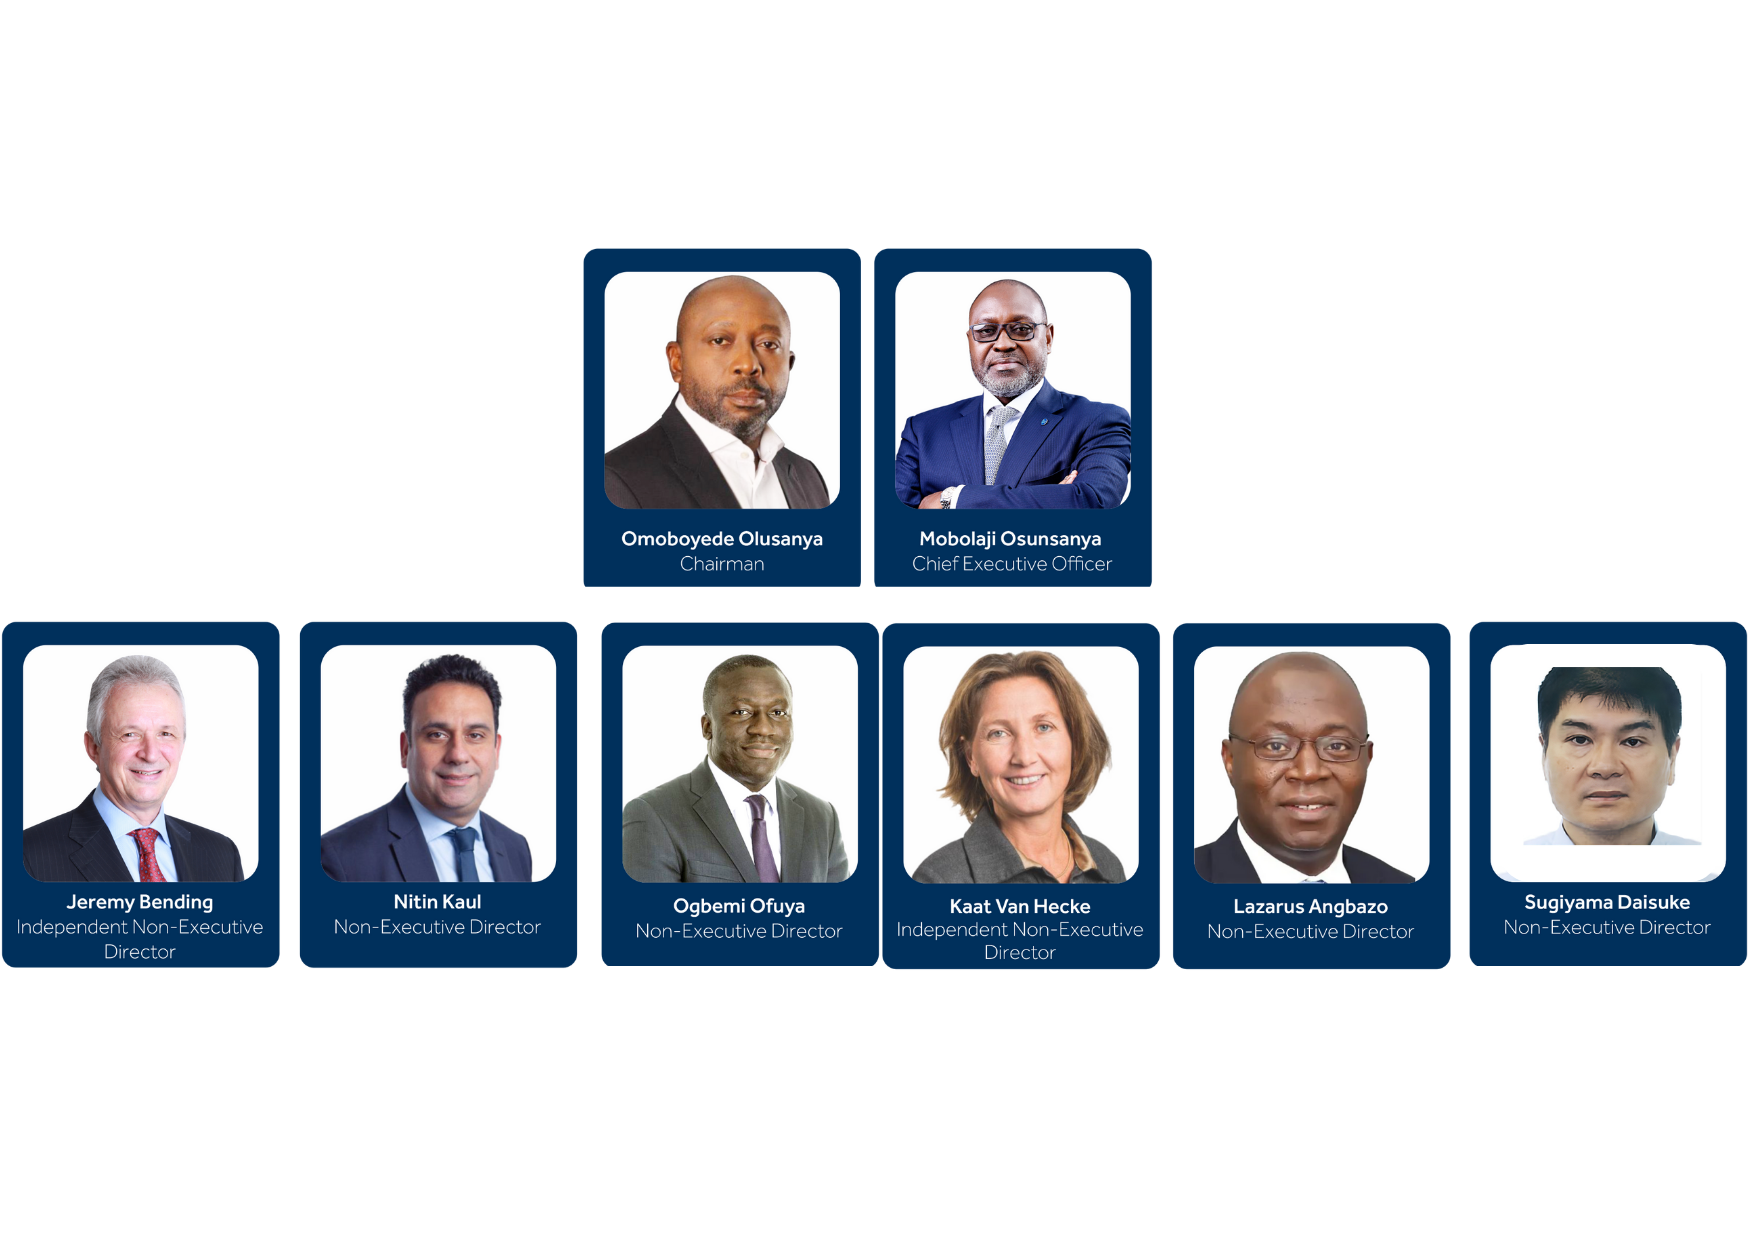 Omoboyede Olusanya
Chairman
Mobolaji Osunsanya
Chief Executive Officer
Jeremy Bending
Independent Non-Executive
Director
Nitin Kaul
Non-Executive Director
Ogbemi Ofuya
Non-Executive Director
Kaat Van Hecke
Independent Non-Executive
Director
Lazarus Angbazo
Non-Executive Director
Sugiyama Daisuke
Non-Executive Director